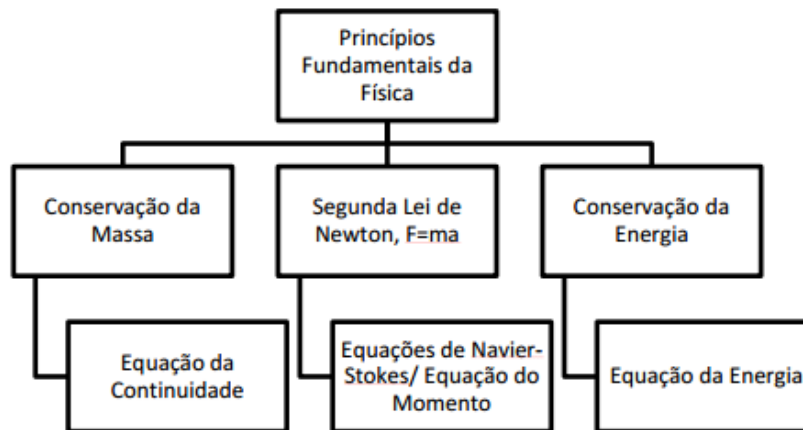 Princípios
Fundamentais da
Física
Conservação da
Massa
Segunda Lei de
Newton, F=ma
Conservação da
Energia
Equação da
Continuidade
Equações de Navier-
Stokes/ Equação do
Momento
Equação da Energia